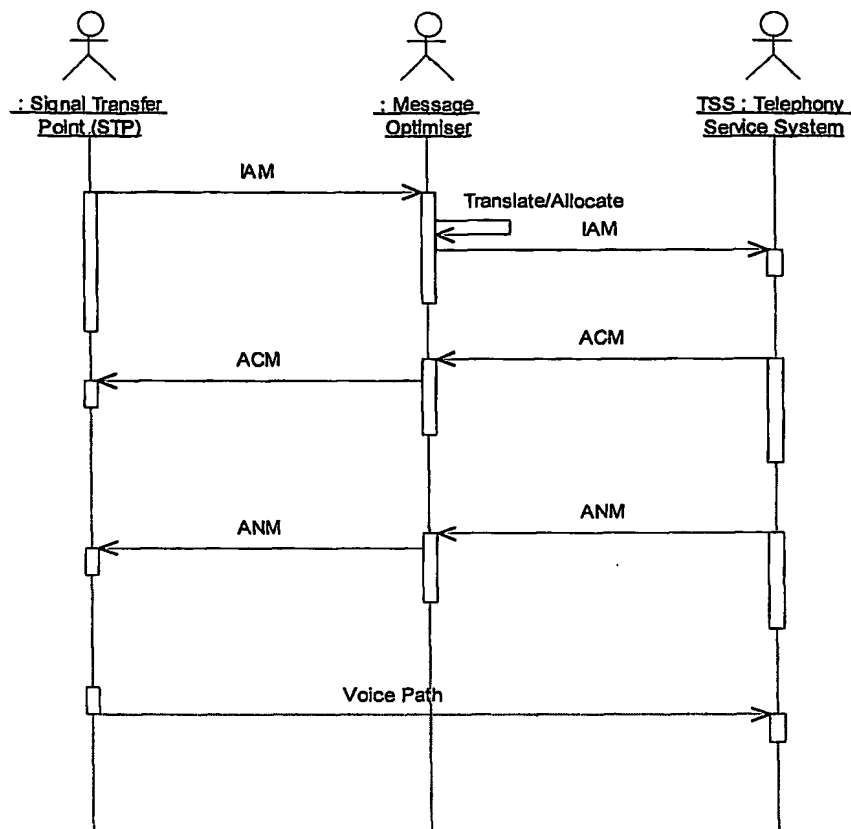 : Signal Transfer
Point (STP)
: Message
Optimiser
TSS : Telephony
Service System
IAM
Translate/Allocate
IAM
ACM
ACM
ANM
ANM
Voice Path